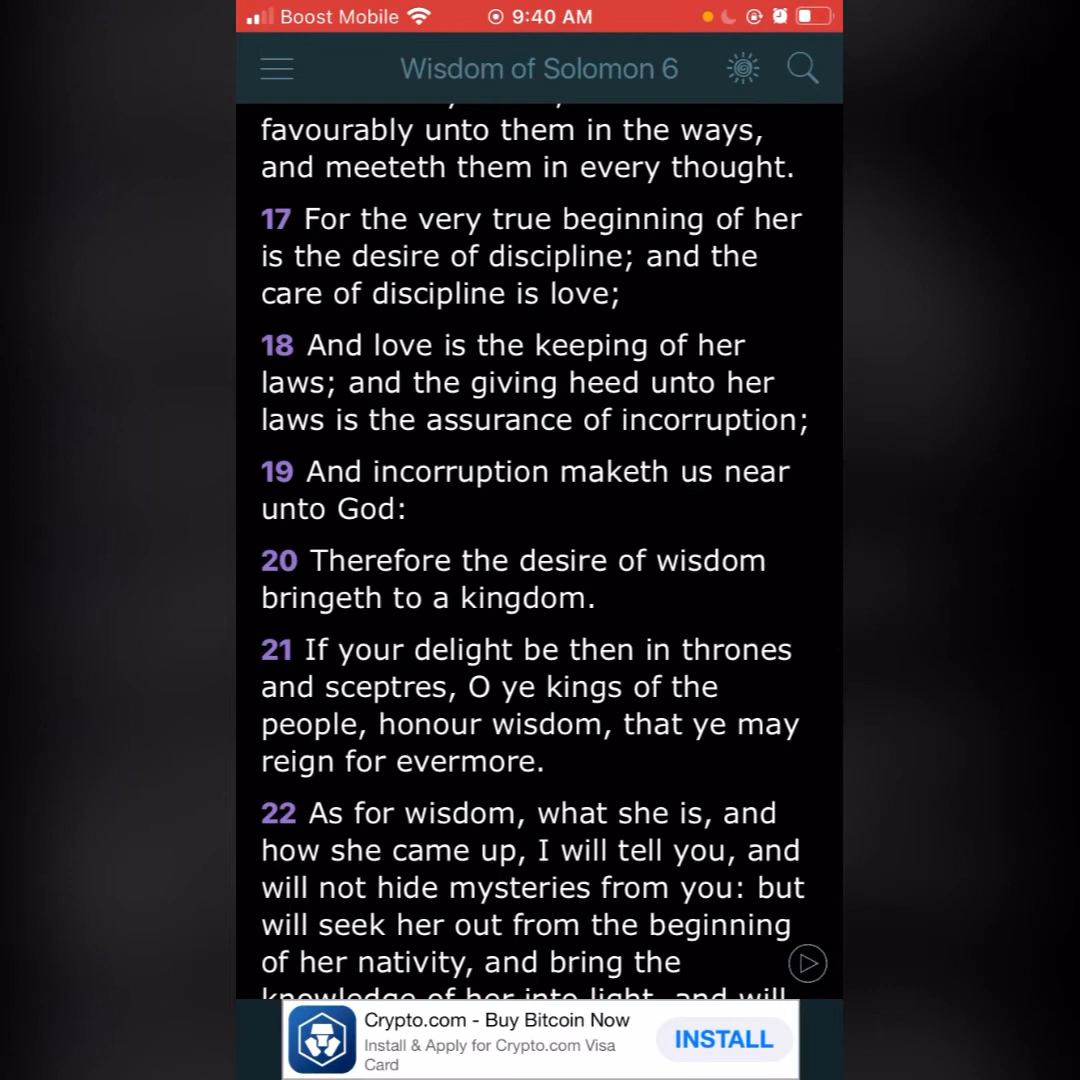 Boost Mobile 9:40 AM
Wisdom of Solomon 6
favourably unto them in the ways,
and meeteth them in every thought.
17 For the very true beginning of her
is the desire of discipline; and the
care of discipline is love;
18 And love is the keeping of her
laws; and the giving heed unto her
laws is the assurance of incorruption;
19 And incorruption maketh us near
unto God:
20 Therefore the desire of wisdom
bringeth to a kingdom.
21 If your delight be then in thrones
and sceptres, O ye kings of the
people, honour wisdom, that ye may
reign for evermore.
22 As for wisdom, what she is, and
how she came up, I will tell you, and
will not hide mysteries from you: but
will seek her out from the beginning
of her nativity, and bring the
knowledge of her into light, and will
Crypto.com - Buy Bitcoin Now
Install & Apply for Crypto.com Visa
Card
INSTALL